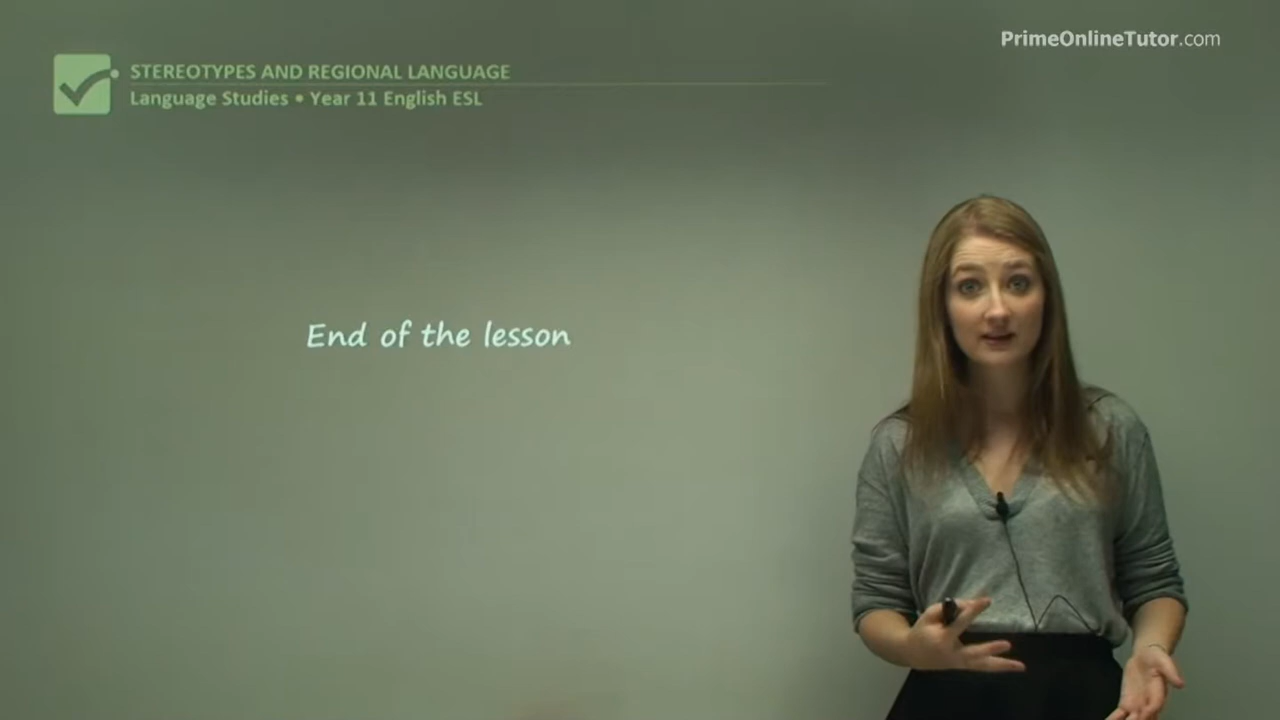 PrimeOnlineTutor.com
STEREOTYPES AND REGIONAL LANGUAGE
Language Studies • Year 11 English ESL
End of the lesson